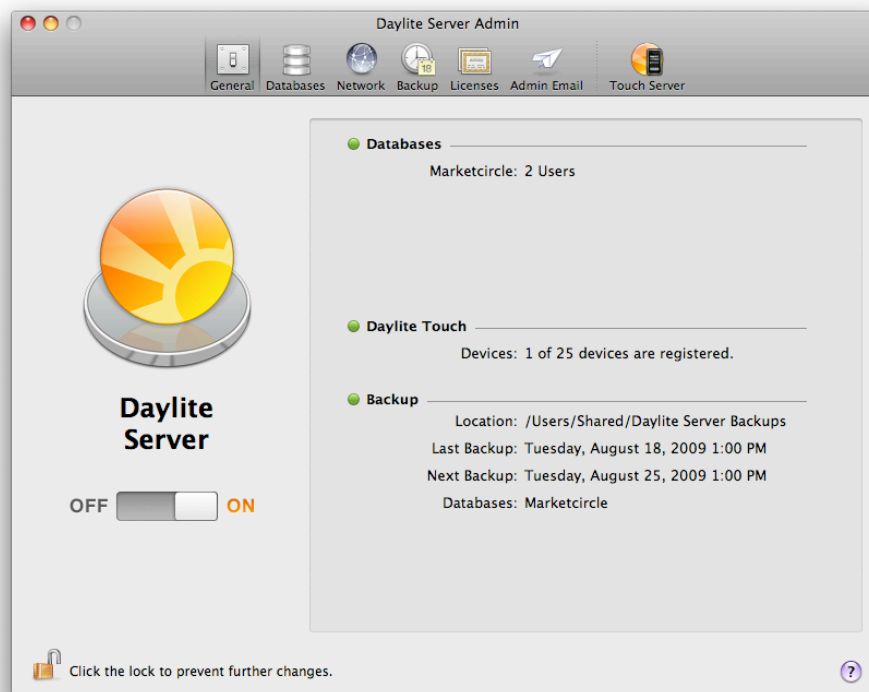 Daylite Server Admin
General Databases Network Backup Licenses Admin Email Touch Server
18
Databases
Marketcircle: 2 Users
Daylite Touch
Devices: 1 of 25 devices are registered.
Backup
Location: /Users/Shared/Daylite Server Backups
Last Backup: Tuesday, August 18, 2009 1:00 PM
Next Backup: Tuesday, August 25, 2009 1:00 PM
Databases: Marketcircle
Daylite
Server
OFF ON
Click the lock to prevent further changes.
?